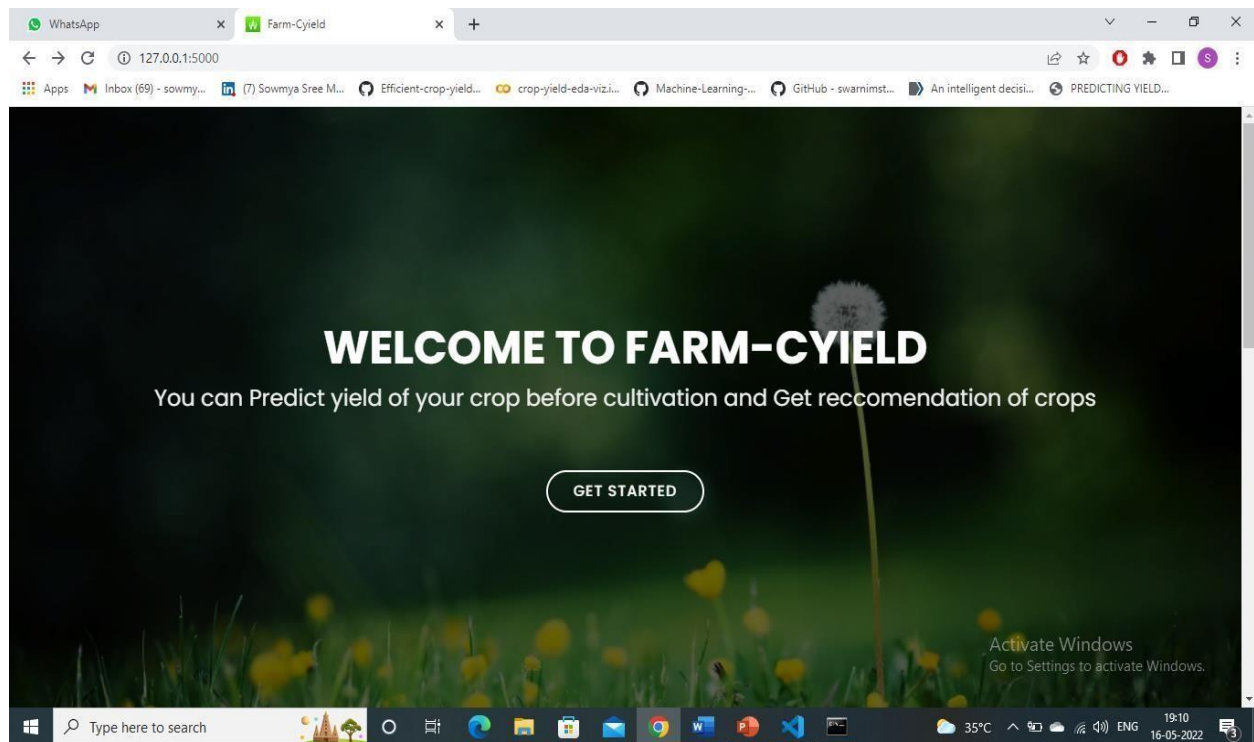 WhatsApp
Farm-Cyield
127.0.0.1:5000
S
Apps
Inbox (69) - sowmy...
(7) Sowmya Sree M...
Efficient-crop-yield...
crop-yield-eda-viz.i...
Machine-Learning-...
GitHub - swarnimst...
An intelligent decisi...
PREDICTING YIELD...
WELCOME TO FARM-CYIELD
You can Predict yield of your crop before cultivation and Get reccomendation of crops
GET STARTED
Activate Windows
Go to Settings to activate Windows.
Type here to search
35°C
ENG
19:10
16-05-2022
3